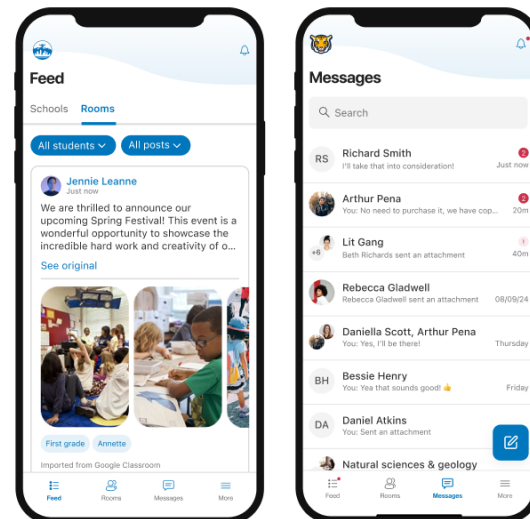 Feed
Schools Rooms
All students All posts
Jennie Leanne
Just now
We are thrilled to announce our
upcoming Spring Festival! This event is a
wonderful opportunity to showcase the
incredible hard work and creativity of o...
See original
First grade Annette
Imported from Google Classroom
Feed Rooms Messages More
Messages
Search
RS
Richard Smith
2
I'll take that into consideration!
Just now
Arthur Pena
2
You: No need to purchase it, we have cop...
20m
+6
Lit Gang
!
Beth Richards sent an attachment
40m
Rebecca Gladwell
Rebecca Gladwell sent an attachment
08/09/24
Daniella Scott, Arthur Pena
You: Yes, I'll be there!
Thursday
BH
Bessie Henry
You: Yea that sounds good! 👍
Friday
DA
Daniel Atkins
You: Sent an attachment
Natural sciences & geology
Feed Rooms Messages More